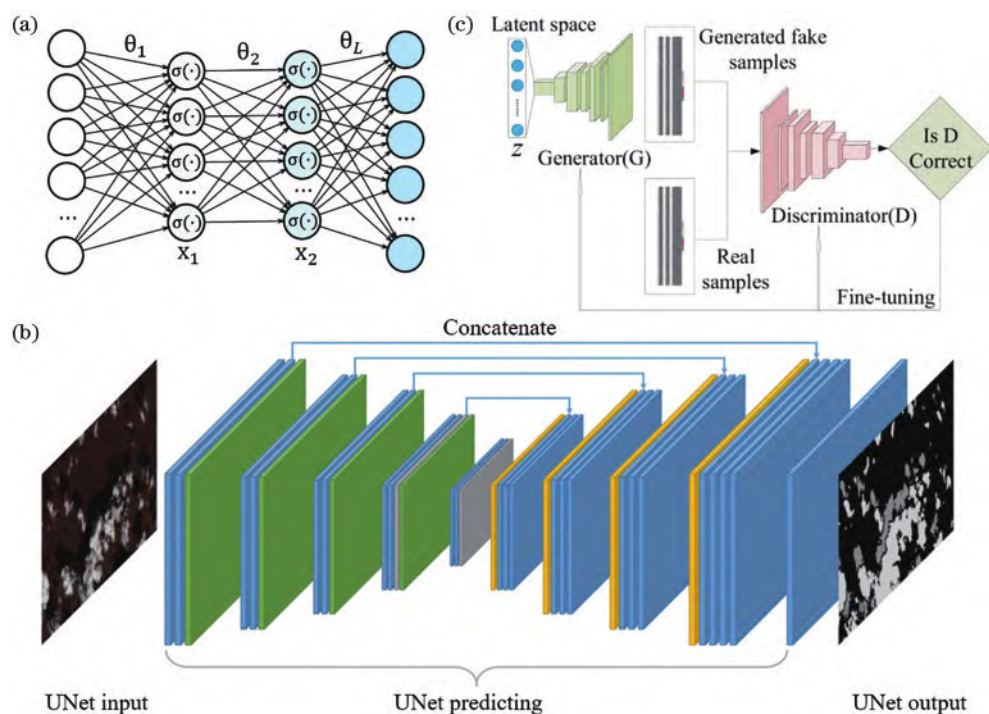 (a)
θ1
θ2
θL
σ(·)
σ(·)
σ(·)
σ(·)
σ(·)
σ(·)
...
σ(·)
σ(·)
...
...
...
x1
x2
(c)
Latent space
......
z
Generator(G)
Generated fake
samples
Real
samples
Discriminator(D)
Is D
Correct
Fine-tuning
(b)
Concatenate
UNet input
UNet predicting
UNet output